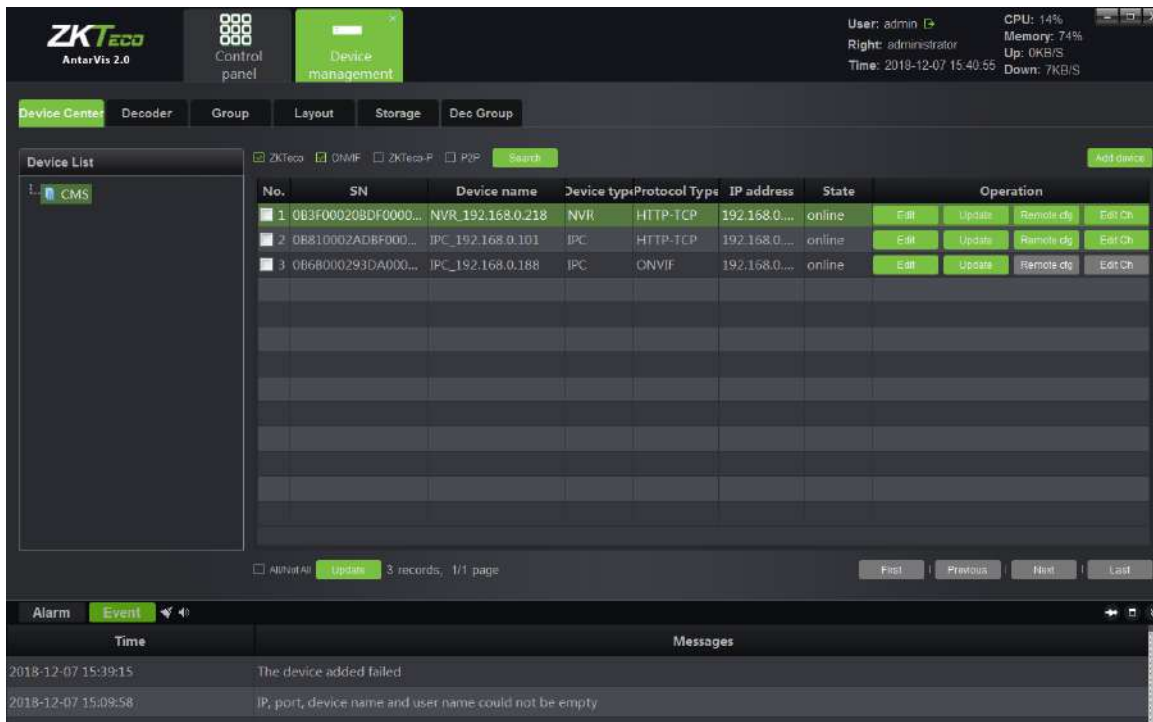 ZKTeco
AntarVis 2.0
Control panel
Device management
User: admin
Right: administrator
Time: 2018-12-07 15:40:55
CPU: 14%
Memory: 74%
Up: 0KB/S
Down: 7KB/S
Device Center Decoder Group Layout Storage Dec Group
Device List
CMS
ZKTeco ONVIF ZKTeco-P P2P Search Add device
No. SN Device name Device type Protocol Type IP address State Operation
1 0B3F00020BDF0000... NVR_192.168.0.218 NVR HTTP-TCP 192.168.0.... online Edit Update Remote cfg Edit Ch
2 0B810002ADBF000... IPC_192.168.0.101 IPC HTTP-TCP 192.168.0.... online Edit Update Remote cfg Edit Ch
3 0B6B000293DA000... IPC_192.168.0.188 IPC ONVIF 192.168.0.... online Edit Update Remote cfg Edit Ch
All/Not All Update 3 records, 1/1 page First Previous Next Last
Alarm Event
Time Messages
2018-12-07 15:39:15 The device added failed
2018-12-07 15:09:58 IP, port, device name and user name could not be empty